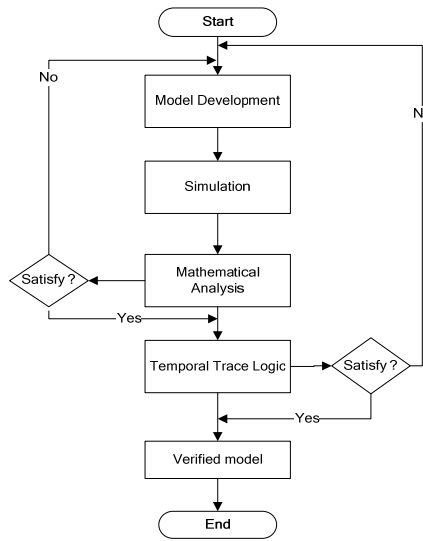 Start
No
Model Development
N
Simulation
Satisfy ?
Mathematical
Analysis
Yes
Temporal Trace Logic
Satisfy ?
Yes
Verified model
End